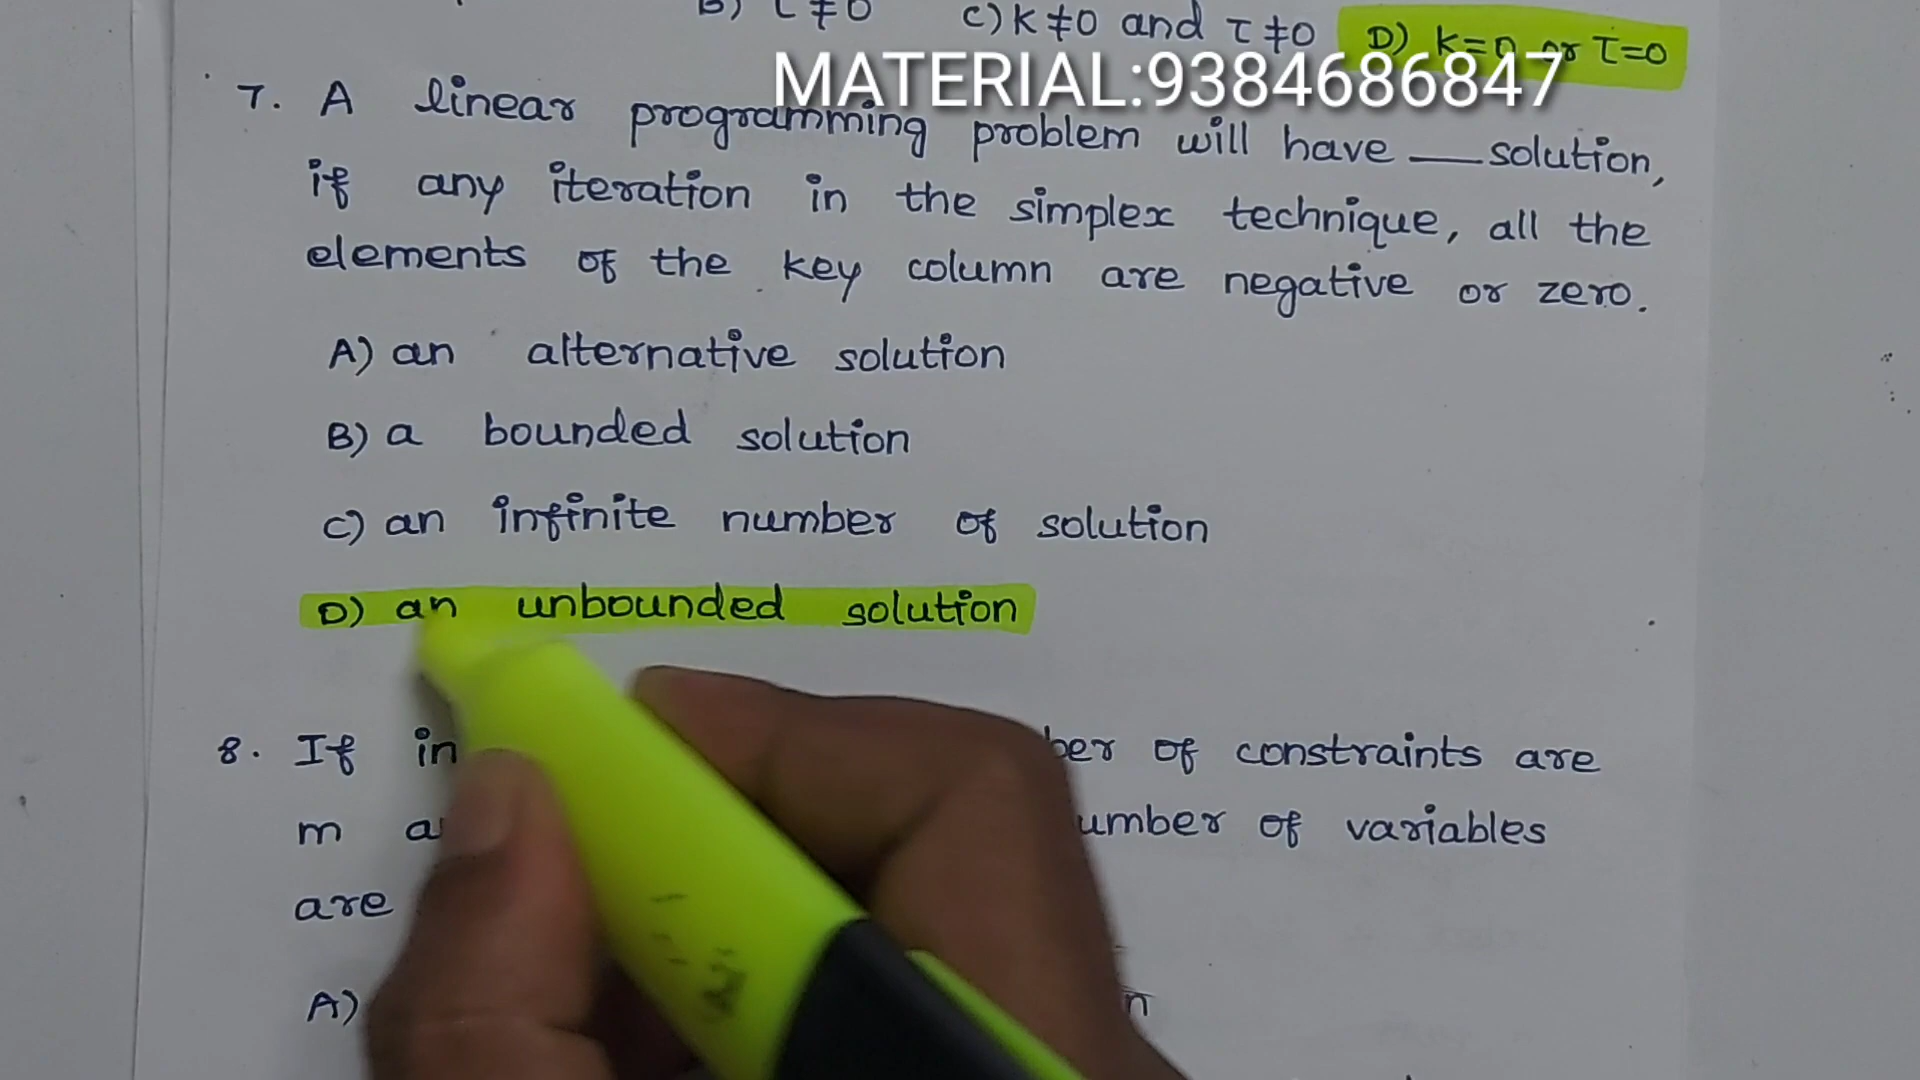 B) τ≠0 C) K≠0 and τ≠0 D) K=0 or τ=0
MATERIAL:9384686847
7. A linear programming problem will have — solution,
if any iteration in the simplex technique, all the
elements of the key column are negative or zero.
A) an alternative solution
B) a bounded solution
C) an infinite number of solution
D) an unbounded solution
8. If in of constraints are
m of variables
are
A)